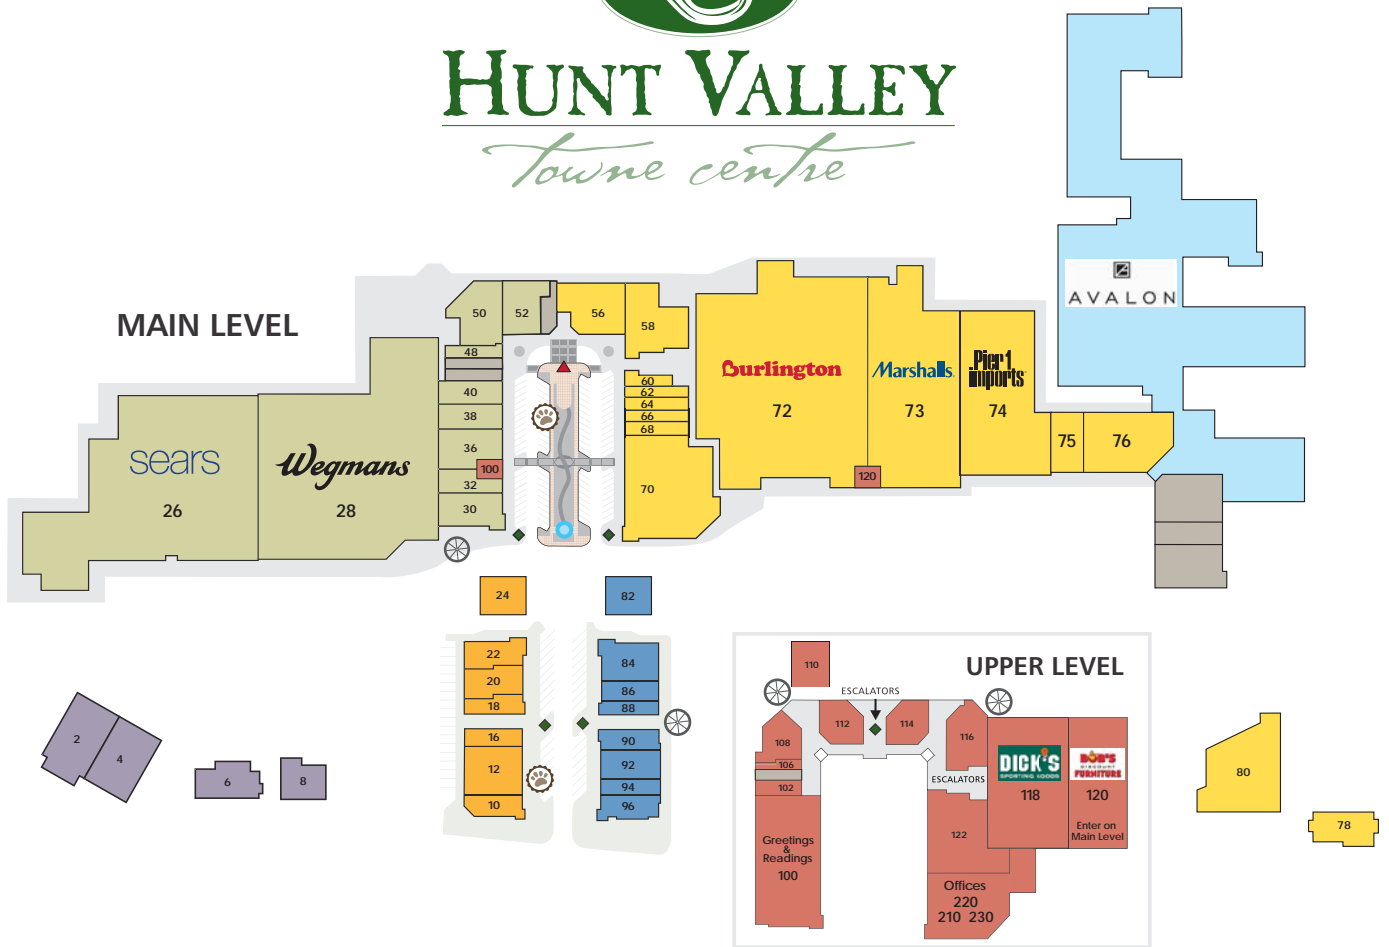 HUNT VALLEY
towne centre
AVALON
MAIN LEVEL
50
52
56
58
48
40
38
36
100
32
30
60
62
64
66
68
70
Burlington
72
Marshalls
73
Pier 1
imports
74
75
76
120
sears
26
Wegmans
28
24
82
22
20
18
16
12
10
84
86
88
90
92
94
96
2
4
6
8
UPPER LEVEL
110
ESCALATORS
112
114
108
116
106
102
ESCALATORS
DICK'S
SPORTING GOODS
118
BOB'S
DISCOUNT
FURNITURE
120
Enter on
Main Level
Greetings
&
Readings
100
122
Offices
220
210 230
80
78